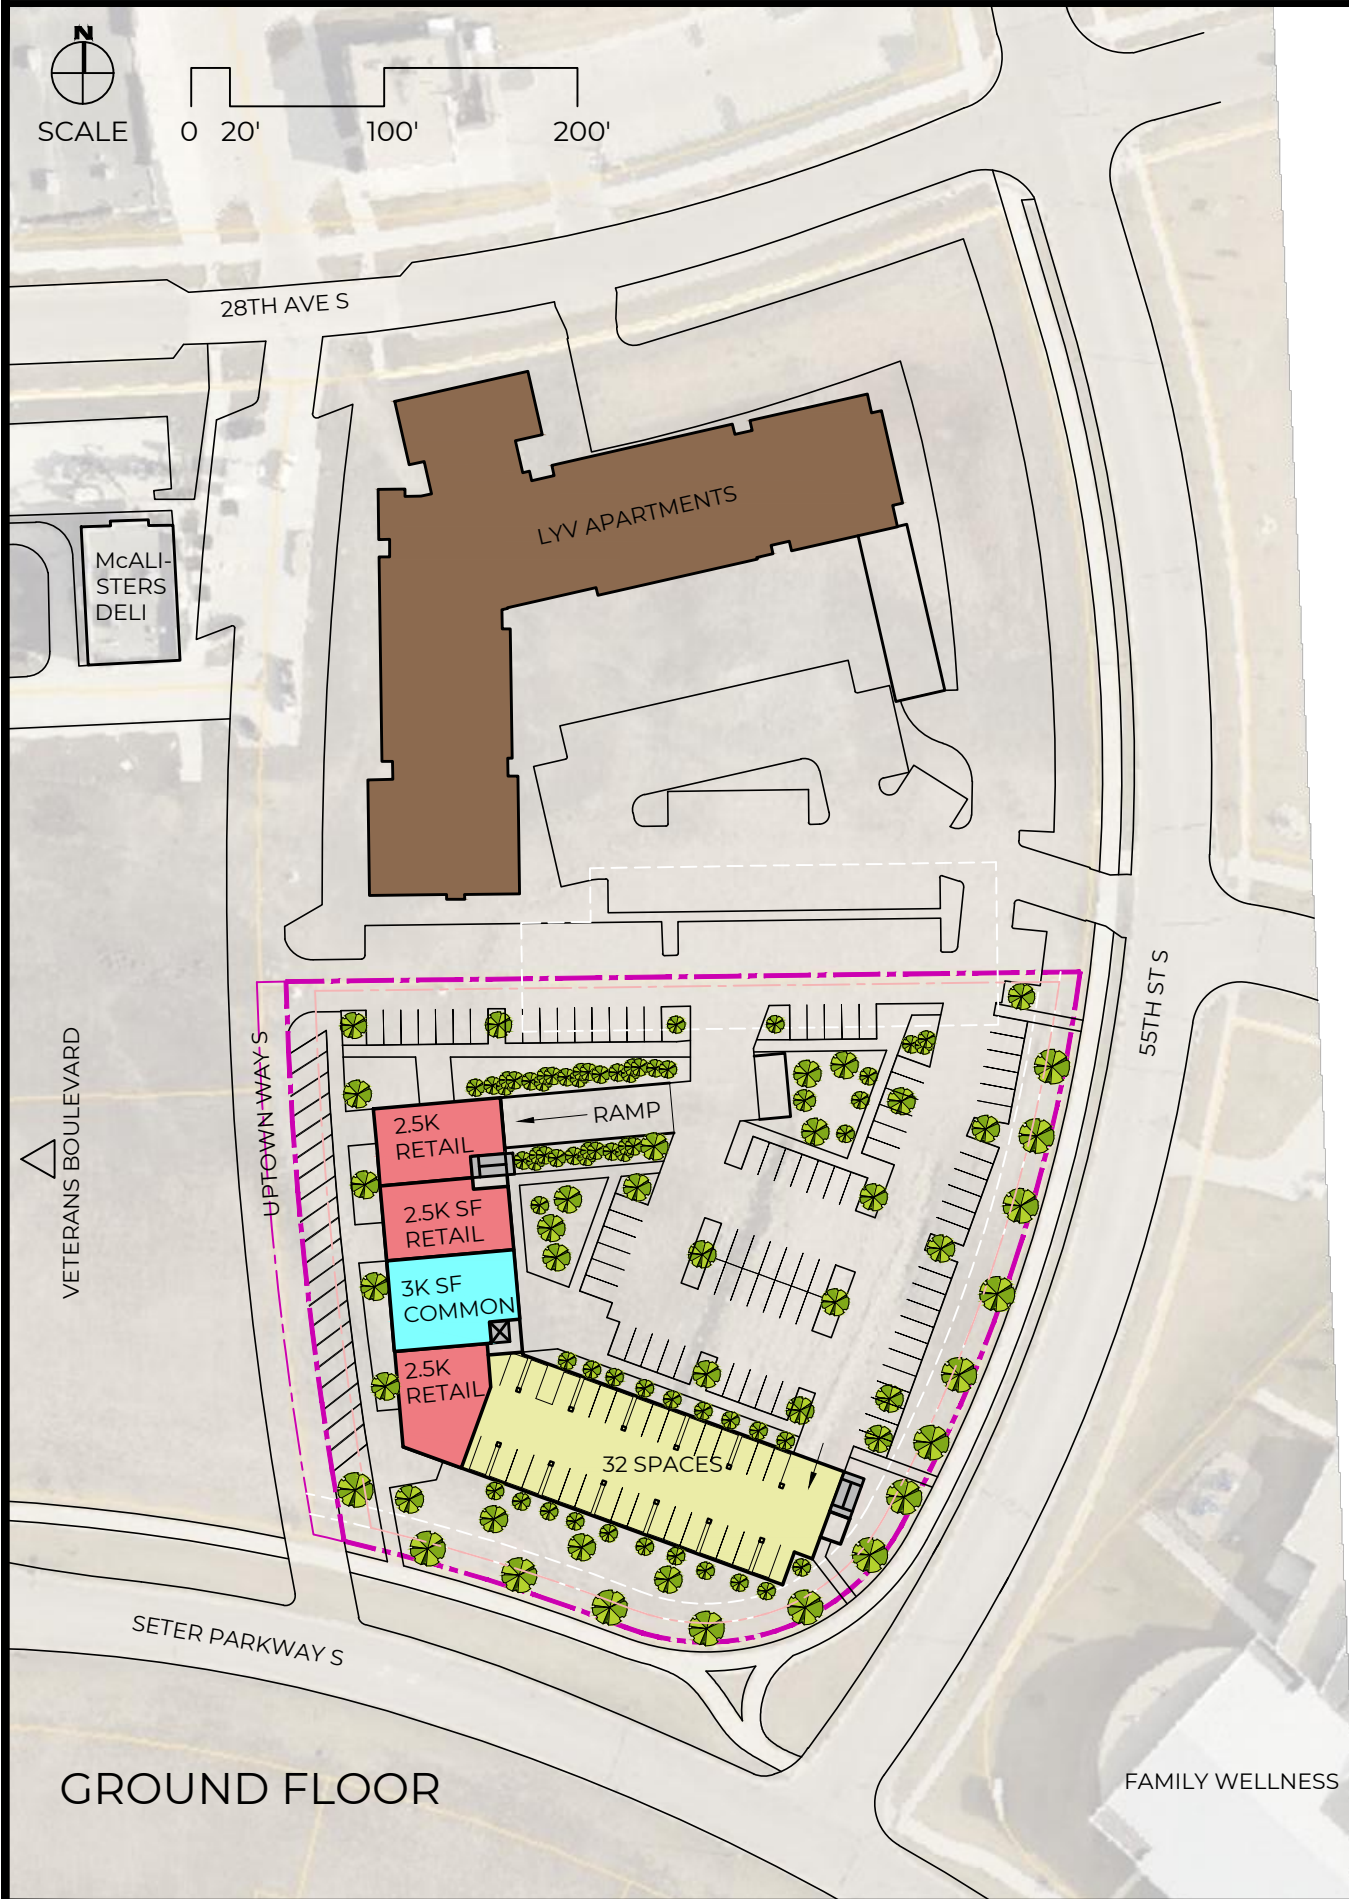 N
SCALE
0 20' 100' 200'
28TH AVE S
McALI-
STERS
DELI
LYV APARTMENTS
55TH ST S
VETERANS BOULEVARD
UPTOWN WAY S
RAMP
2.5K
RETAIL
2.5K SF
RETAIL
3K SF
COMMON
2.5K
RETAIL
32 SPACES
SETER PARKWAY S
GROUND FLOOR
FAMILY WELLNESS